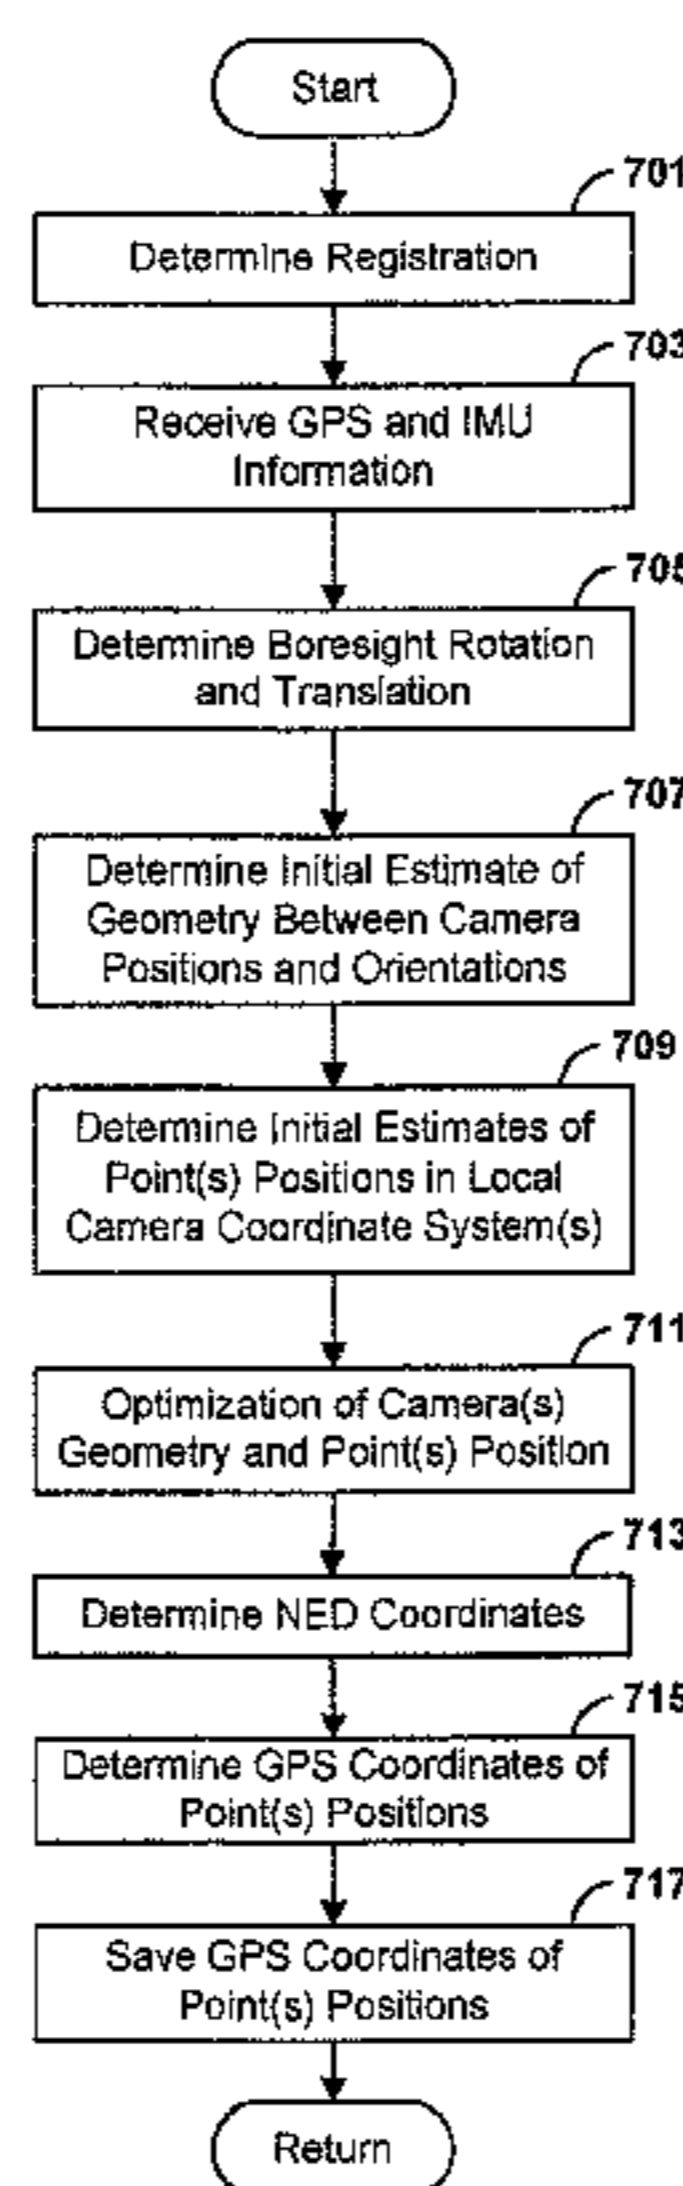 Start
701
Determine Registration
703
Receive GPS and IMU
Information
705
Determine Boresight Rotation
and Translation
707
Determine Initial Estimate of
Geometry Between Camera
Positions and Orientations
709
Determine Initial Estimates of
Point(s) Positions in Local
Camera Coordinate System(s)
711
Optimization of Camera(s)
Geometry and Point(s) Position
713
Determine NED Coordinates
715
Determine GPS Coordinates of
Point(s) Positions
717
Save GPS Coordinates of
Point(s) Positions
Return